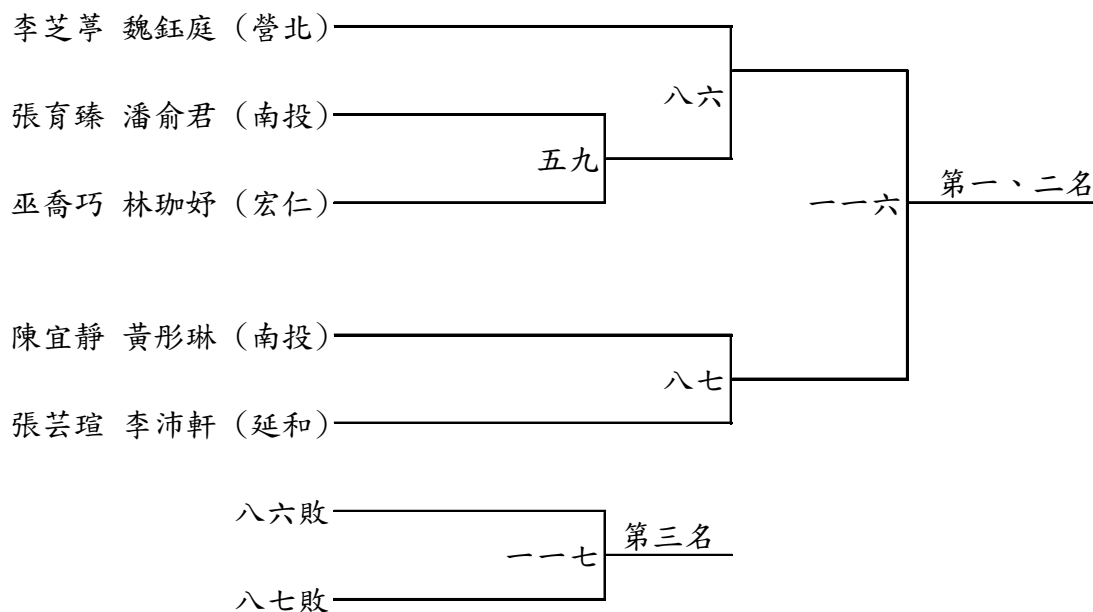 李芝葶 魏鈺庭（營北）
八六
張育臻 潘俞君（南投）
五九
巫喬巧 林珈妤（宏仁）
第一、二名
一一六
陳宜靜 黃彤琳（南投）
八七
張芸瑄 李沛軒（延和）
八六敗
第三名
一一七
八七敗